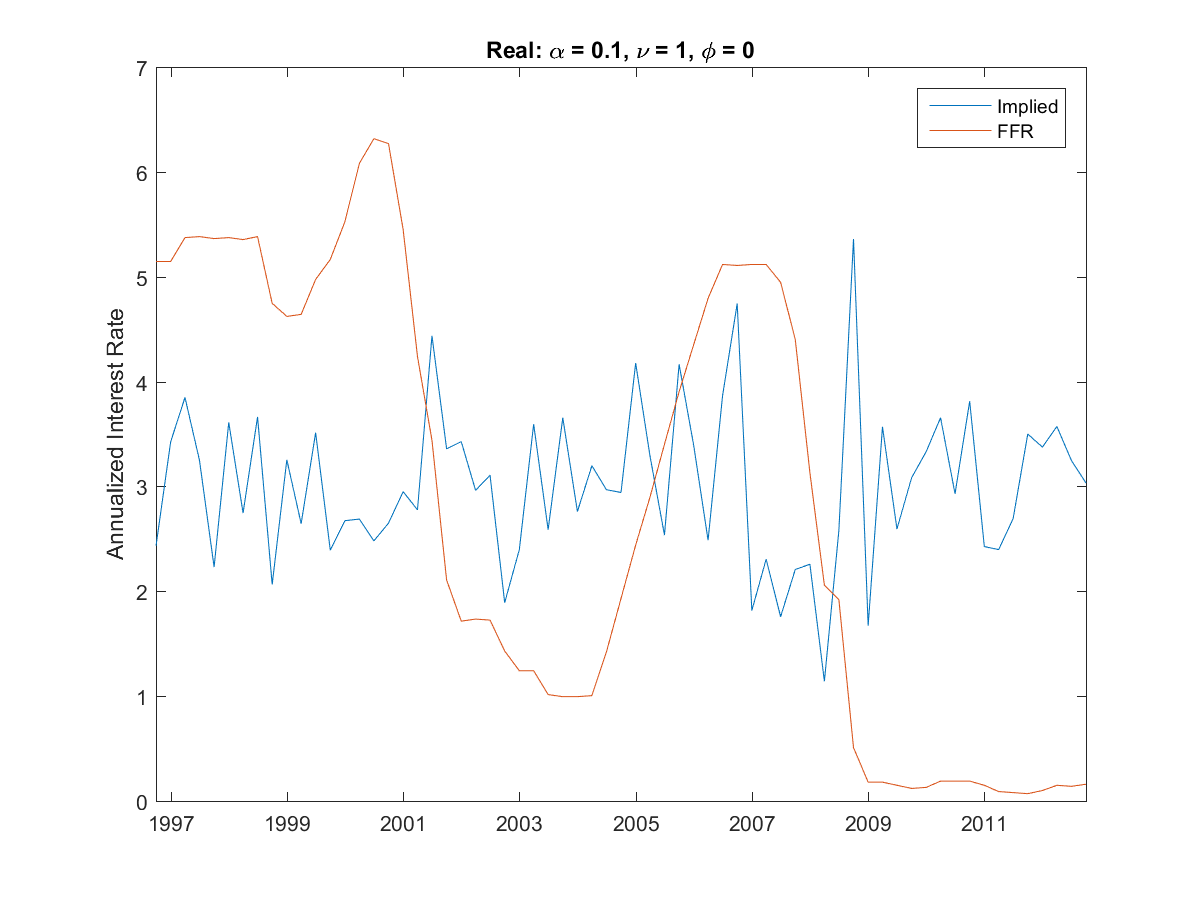 Real: α = 0.1, ν = 1, ϕ = 0
Implied
FFR
Annualized Interest Rate
7
6
5
4
3
2
1
0
1997 1999 2001 2003 2005 2007 2009 2011